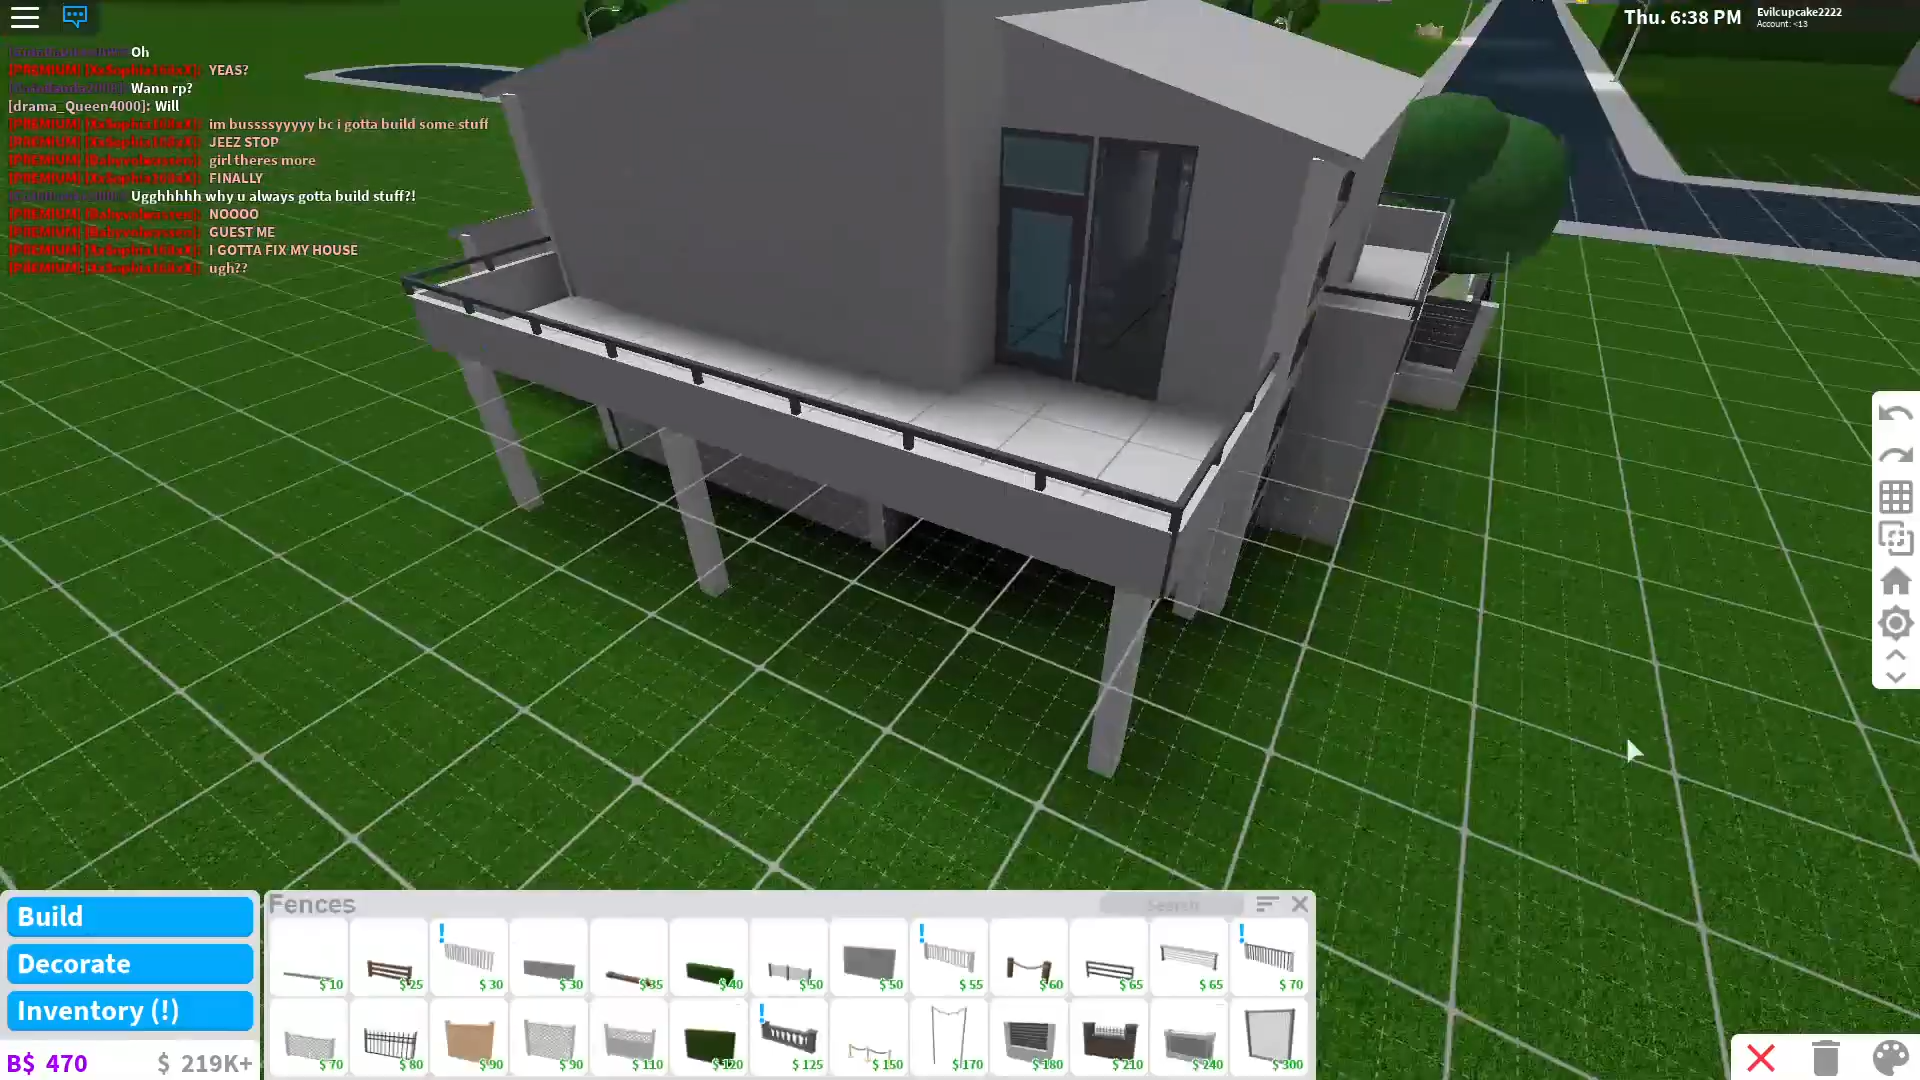 Thu. 6:38 PM
Evilcupcake2222
Account: <13
Oh
[PREMIUM] YEAS?
Wann rp?
[drama_Queen4000]: Will
[PREMIUM] im bussssyyyyy bc i gotta build some stuff
[PREMIUM] JEEZ STOP
[PREMIUM] girl theres more
[PREMIUM] FINALLY
Ugghhhhh why u always gotta build stuff?!
[PREMIUM] NOOOO
[PREMIUM] GUEST ME
[PREMIUM] I GOTTA FIX MY HOUSE
[PREMIUM] ugh??
Build
Decorate
Inventory (!)
B$ 470
$ 219K+
Fences
Search
$10 $25 ! $30 $30 $35 $40 $50 $50 ! $55 $60 $65 $65 ! $70
$70 $80 $90 $90 $110 $120 ! $125 $150 $170 $180 $210 $240 $300